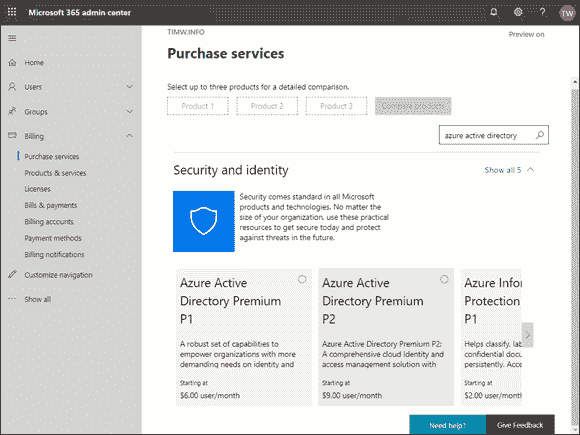 Microsoft 365 admin center
?
TW
TIMW.INFO
Preview on
Home
Users
Groups
Billing
Purchase services
Products & services
Licenses
Bills & payments
Billing accounts
Payment methods
Billing notifications
Customize navigation
Show all
Purchase services
Select up to three products for a detailed comparison.
Product 1
Product 2
Product 3
Compare products
azure active directory
Security and identity
Show all 5
Security comes standard in all Microsoft
products and technologies. No matter the
size of your organization, use these practical
resources to get secure today and protect
against threats in the future.
Azure Active
Directory Premium
P1
A robust set of capabilities to
empower organizations with more
demanding needs on identity and
Starting at
$6.00 user/month
Azure Active
Directory Premium
P2
Azure Active Directory Premium P2:
A comprehensive cloud Identity and
access management solution with
Starting at
$9.00 user/month
Azure Infor
Protection
P1
Helps classify, lab
confidential docu
persistently. Acce
Starting at
$2.00 user/month
Need help?
Give Feedback